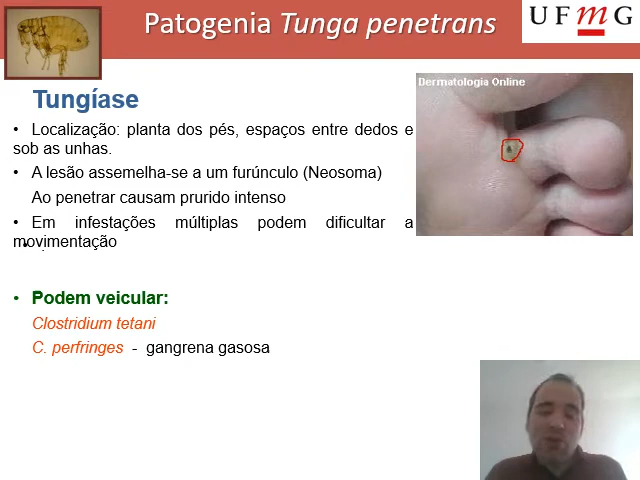 Patogenia Tunga penetrans
UFmG
Dermatologia Online
Tungíase
• Localização: planta dos pés, espaços entre dedos e
sob as unhas.
• A lesão assemelha-se a um furúnculo (Neosoma)
Ao penetrar causam prurido intenso
• Em infestações múltiplas podem dificultar a
movimentação
• Podem veicular:
Clostridium tetani
C. perfringes - gangrena gasosa